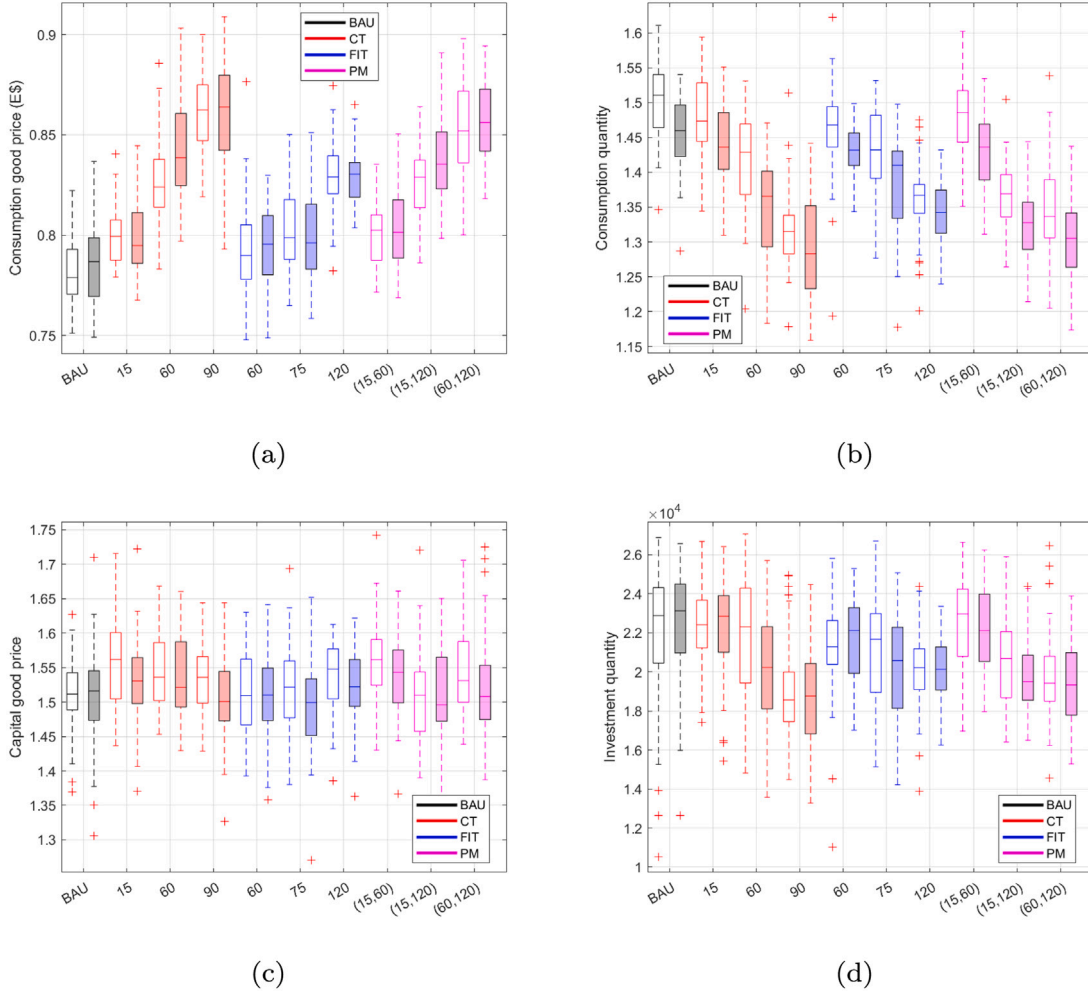 0.9
0.85
0.8
0.75
Consumption good price (E$)
BAU
CT
FIT
PM
BAU
15
60
90
60
75
120
(15,60)
(15,120)
(60,120)
(a)
1.6
1.55
1.5
1.45
1.4
1.35
1.3
1.25
1.2
1.15
Consumption quantity
BAU
CT
FIT
PM
BAU
15
60
90
60
75
120
(15,60)
(15,120)
(60,120)
(b)
1.75
1.7
1.65
1.6
1.55
1.5
1.45
1.4
1.35
1.3
Capital good price
BAU
CT
FIT
PM
BAU
15
60
90
60
75
120
(15,60)
(15,120)
(60,120)
(c)
×10⁴
2.6
2.4
2.2
2
1.8
1.6
1.4
1.2
1
Investment quantity
BAU
CT
FIT
PM
BAU
15
60
90
60
75
120
(15,60)
(15,120)
(60,120)
(d)